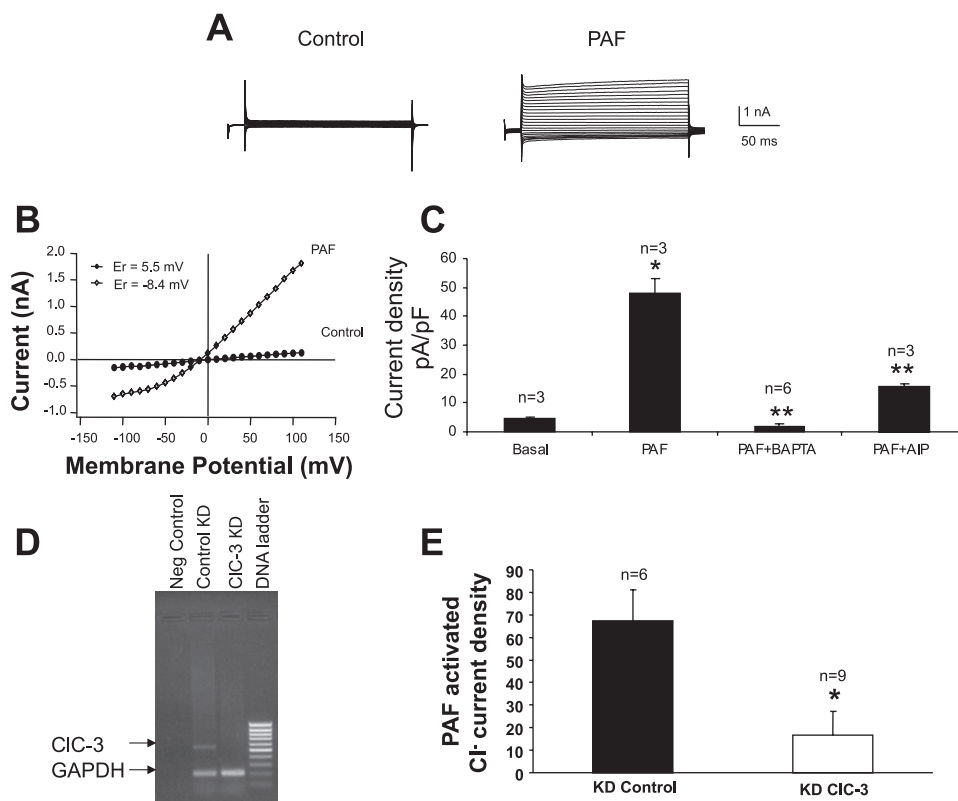 A
Control
PAF
1 nA
50 ms
B
Current (nA)
2.0
1.5
1.0
0.5
0.0
-0.5
-1.0
Er = 5.5 mV
Er = -8.4 mV
PAF
Control
-150
-100
-50
0
50
100
150
Membrane Potential (mV)
C
Current density
pA/pF
60
50
40
30
20
10
0
n=3
n=3
*
n=6
**
n=3
**
Basal
PAF
PAF+BAPTA
PAF+AIP
D
Neg Control
Control KD
ClC-3 KD
DNA ladder
ClC-3
GAPDH
E
PAF activated
Cl- current density
90
80
70
60
50
40
30
20
10
0
n=6
n=9
*
KD Control
KD ClC-3